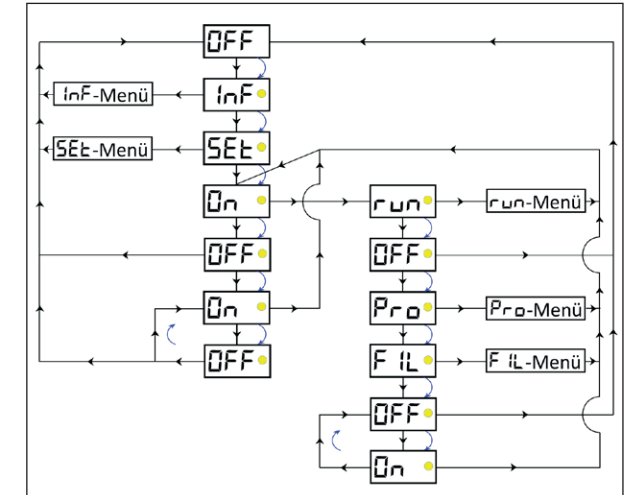 OFF
InF-Menü
InF
SEt-Menü
SEt
On
run
run-Menü
OFF
OFF
On
Pro
Pro-Menü
OFF
FIL
FIL-Menü
OFF
On